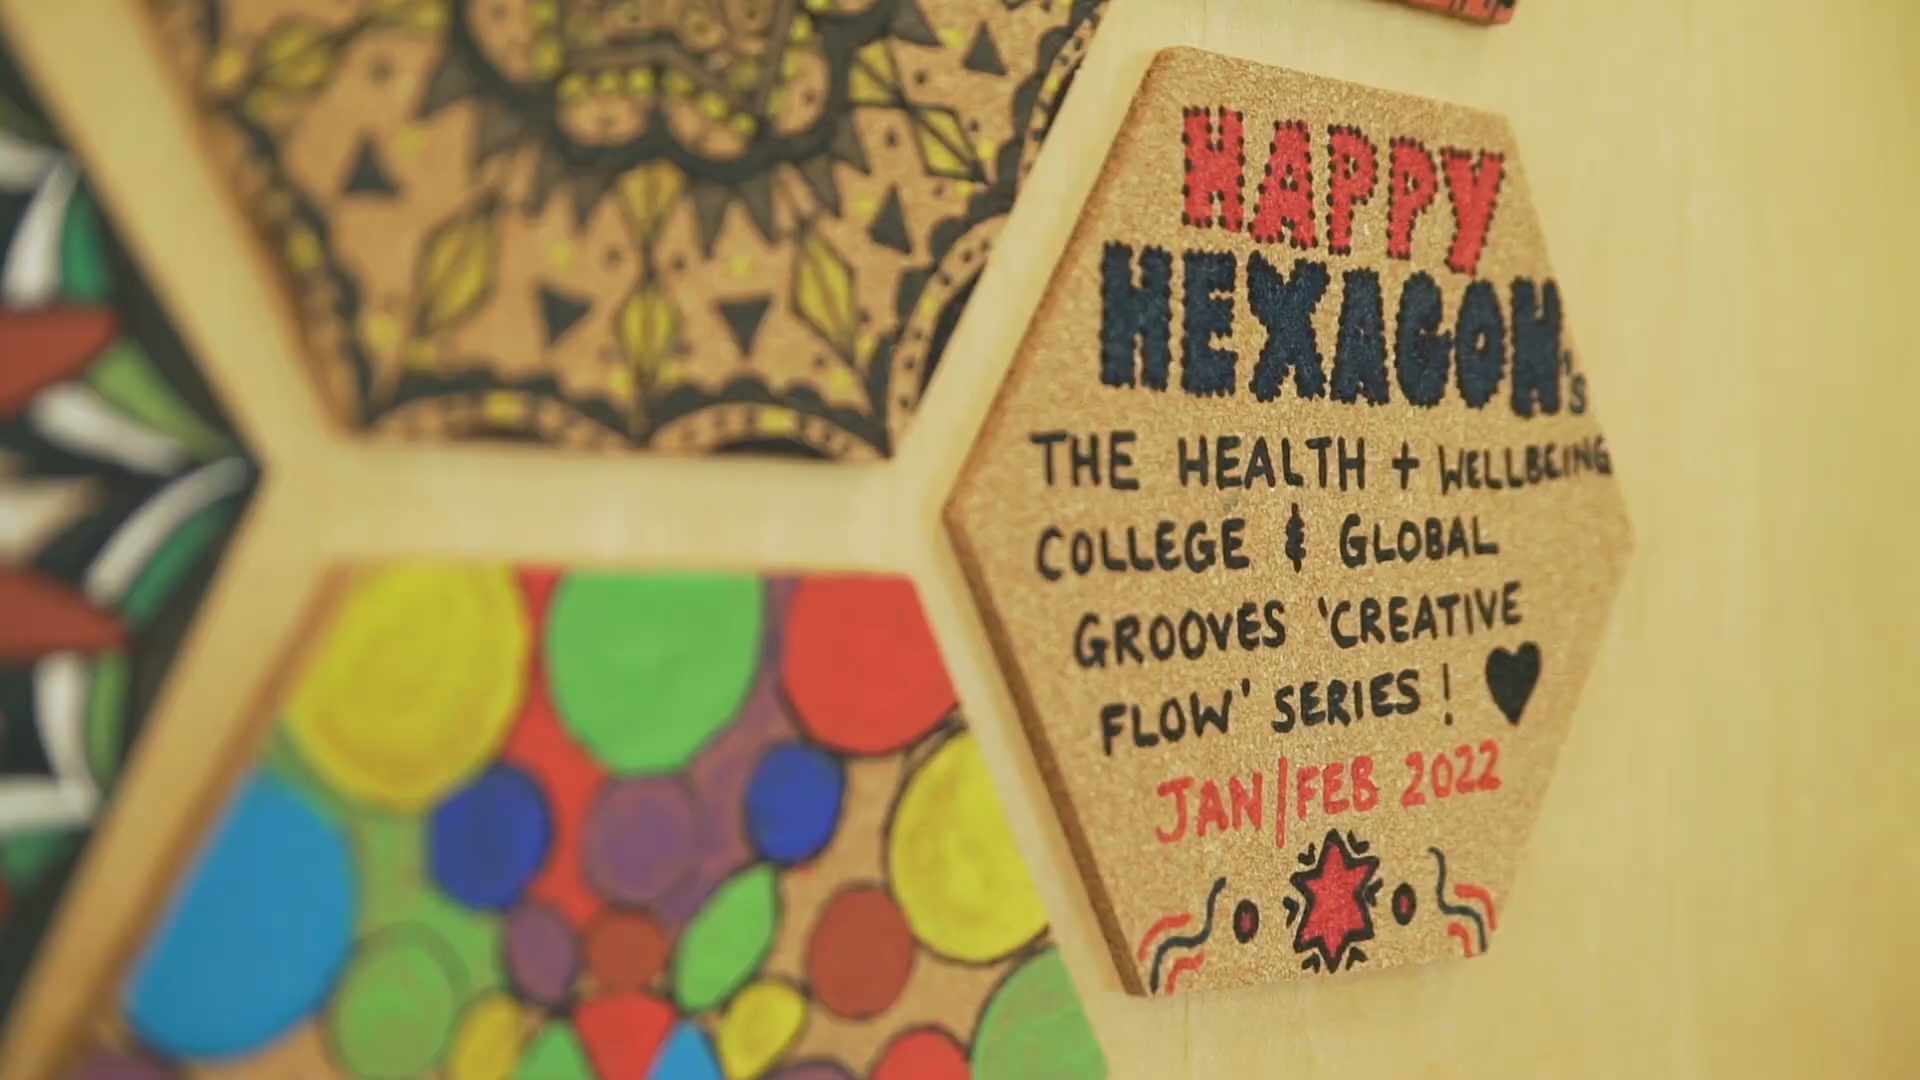 HAPPY
HEXAGON's
THE HEALTH + WELLBEING
COLLEGE & GLOBAL
GROOVES 'CREATIVE
FLOW' SERIES! ♥
JAN/FEB 2022